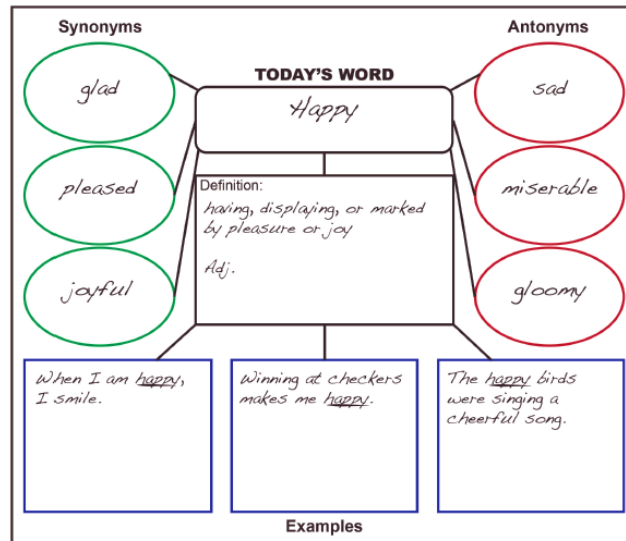 Synonyms
Antonyms
TODAY'S WORD
glad
Happy
sad
pleased
Definition:
having, displaying, or marked
by pleasure or joy
Adj.
miserable
joyful
gloomy
When I am happy,
I smile.
Winning at checkers
makes me happy.
The happy birds
were singing a
cheerful song.
Examples